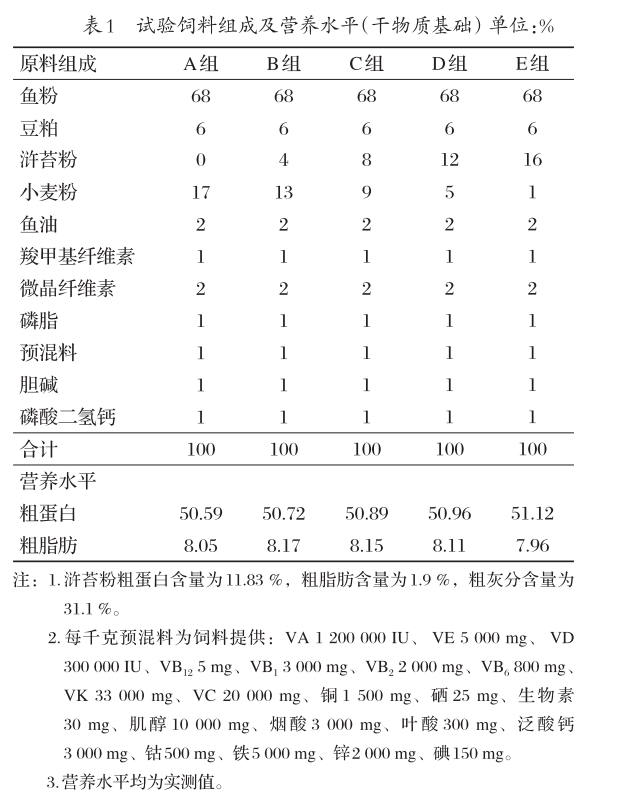 表1 试验饲料组成及营养水平(干物质基础) 单位:%
原料组成 A组 B组 C组 D组 E组
鱼粉 68 68 68 68 68
豆粕 6 6 6 6 6
浒苔粉 0 4 8 12 16
小麦粉 17 13 9 5 1
鱼油 2 2 2 2 2
羧甲基纤维素 1 1 1 1 1
微晶纤维素 2 2 2 2 2
磷脂 1 1 1 1 1
预混料 1 1 1 1 1
胆碱 1 1 1 1 1
磷酸二氢钙 1 1 1 1 1
合计 100 100 100 100 100
营养水平
粗蛋白 50.59 50.72 50.89 50.96 51.12
粗脂肪 8.05 8.17 8.15 8.11 7.96
注：1.浒苔粉粗蛋白含量为11.83 %，粗脂肪含量为1.9 %，粗灰分含量为
31.1 %。
2.每千克预混料为饲料提供：VA 1 200 000 IU、VE 5 000 mg、VD
300 000 IU、VB12 5 mg、VB1 3 000 mg、VB2 2 000 mg、VB6 800 mg、
VK 33 000 mg、VC 20 000 mg、铜1 500 mg、硒25 mg、生物素
30 mg、肌醇10 000 mg、烟酸3 000 mg、叶酸300 mg、泛酸钙
3 000 mg、钴500 mg、铁5 000 mg、锌2 000 mg、碘150 mg。
3.营养水平均为实测值。